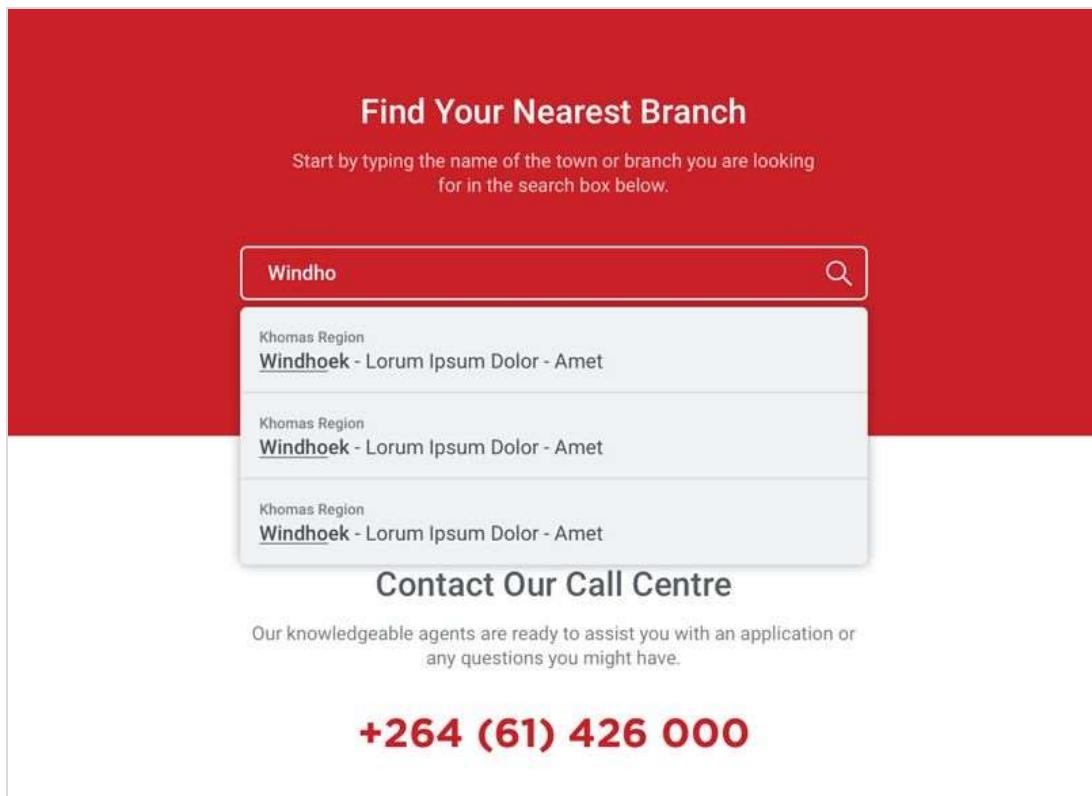 Find Your Nearest Branch
Start by typing the name of the town or branch you are looking
for in the search box below.
Windho
Khomas Region
Windhoek - Lorum Ipsum Dolor - Amet
Khomas Region
Windhoek - Lorum Ipsum Dolor - Amet
Khomas Region
Windhoek - Lorum Ipsum Dolor - Amet
Contact Our Call Centre
Our knowledgeable agents are ready to assist you with an application or
any questions you might have.
+264 (61) 426 000